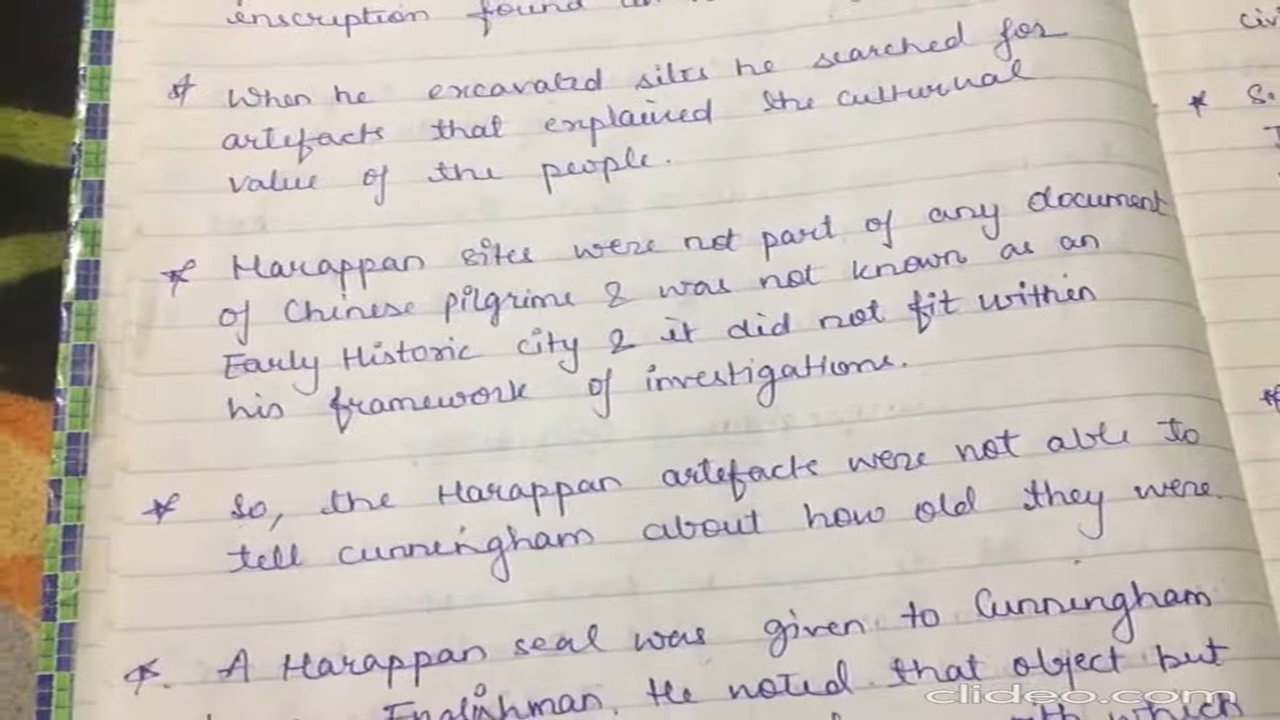 inscription found
* When he excavated sites he searched for
artefacts that explained the culturual
value of the people.
* Harappan sites were not part of any document
of Chinese pilgrims & was not known as an
Early Historic city & it did not fit within
his framework of investigations.
* So, the Harappan artefacts were not able to
tell Cunningham about how old they were.
*. A Harappan seal was given to Cunningham
Englishman. He noted that object but
which
civ
* S.
*
clideo.com